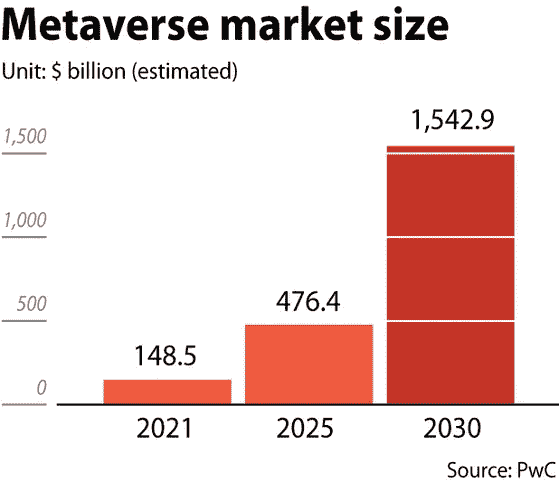 Metaverse market size
Unit: $ billion (estimated)
1,542.9
1,500
1,000
500
476.4
148.5
0
2021 2025 2030
Source: PwC